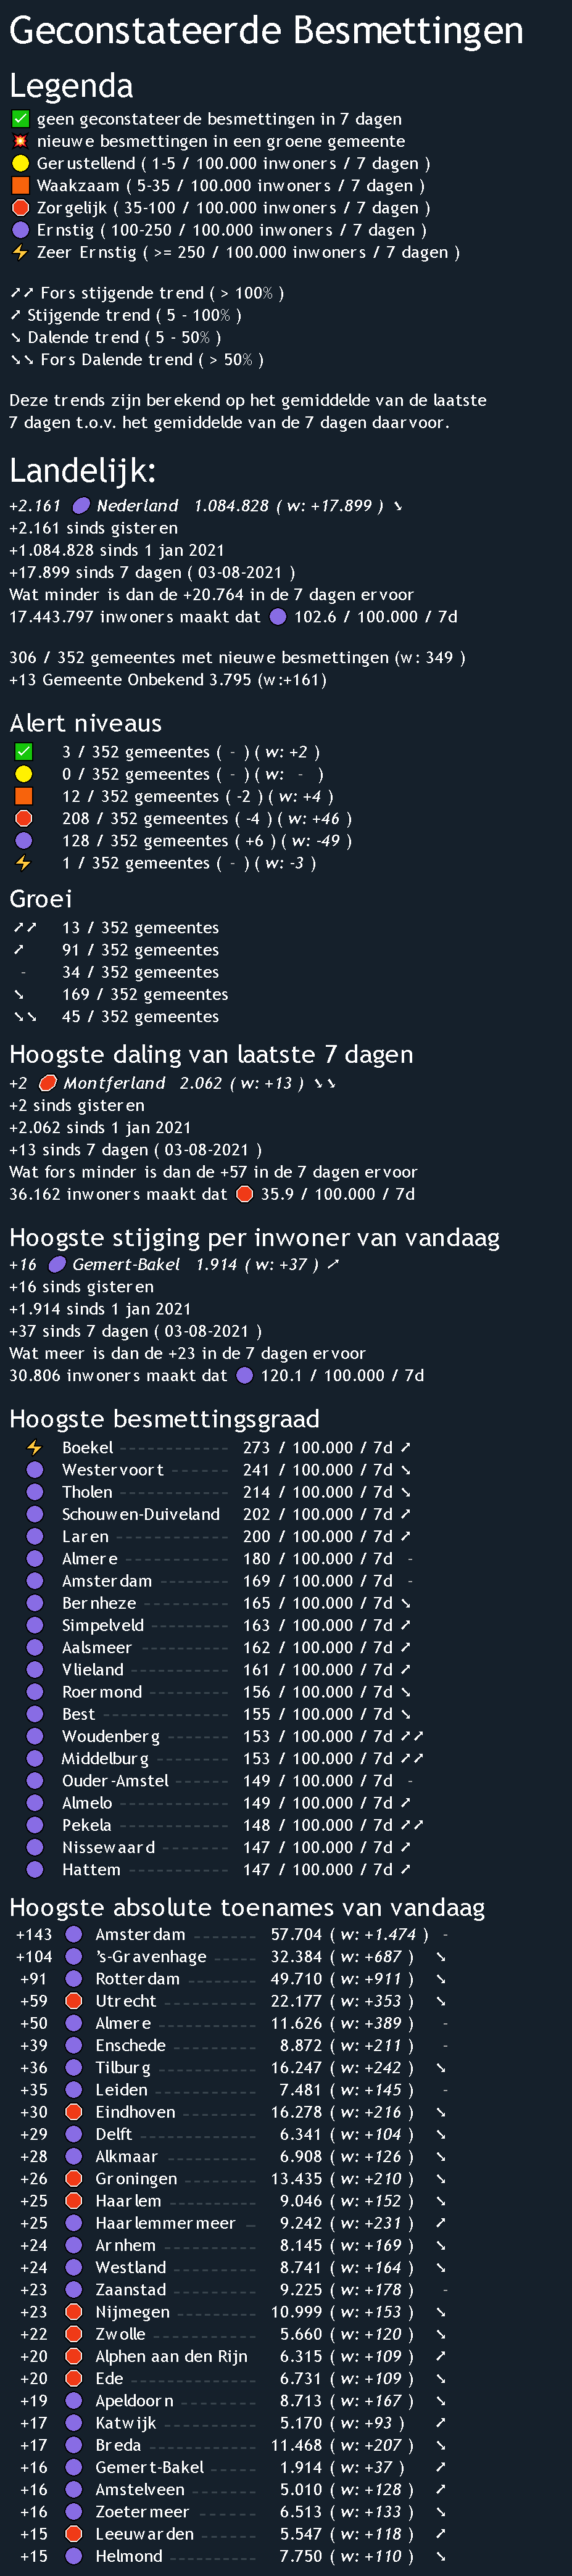 Geconstateerde Besmettingen
Legenda
geen geconstateerde besmettingen in 7 dagen
nieuwe besmettingen in een groene gemeente
Gerustellend ( 1-5 / 100.000 inwoners / 7 dagen )
Waakzaam ( 5-35 / 100.000 inwoners / 7 dagen )
Zorgelijk ( 35-100 / 100.000 inwoners / 7 dagen )
Ernstig ( 100-250 / 100.000 inwoners / 7 dagen )
Zeer Ernstig ( >= 250 / 100.000 inwoners / 7 dagen )
↗↗ Fors stijgende trend ( > 100% )
↗ Stijgende trend ( 5 - 100% )
↘ Dalende trend ( 5 - 50% )
↘↘ Fors Dalende trend ( > 50% )
Deze trends zijn berekend op het gemiddelde van de laatste
7 dagen t.o.v. het gemiddelde van de 7 dagen daarvoor.
Landelijk:
+2.161 Nederland 1.084.828 ( w: +17.899 ) ↘
+2.161 sinds gisteren
+1.084.828 sinds 1 jan 2021
+17.899 sinds 7 dagen ( 03-08-2021 )
Wat minder is dan de +20.764 in de 7 dagen ervoor
17.443.797 inwoners maakt dat 102.6 / 100.000 / 7d
306 / 352 gemeentes met nieuwe besmettingen (w: 349 )
+13 Gemeente Onbekend 3.795 (w:+161)
Alert niveaus
3 / 352 gemeentes ( - ) ( w: +2 )
0 / 352 gemeentes ( - ) ( w: - )
12 / 352 gemeentes ( -2 ) ( w: +4 )
208 / 352 gemeentes ( -4 ) ( w: +46 )
128 / 352 gemeentes ( +6 ) ( w: -49 )
1 / 352 gemeentes ( - ) ( w: -3 )
Groei
↗↗ 13 / 352 gemeentes
↗ 91 / 352 gemeentes
- 34 / 352 gemeentes
↘ 169 / 352 gemeentes
↘↘ 45 / 352 gemeentes
Hoogste daling van laatste 7 dagen
+2 Montferland 2.062 ( w: +13 ) ↘↘
+2 sinds gisteren
+2.062 sinds 1 jan 2021
+13 sinds 7 dagen ( 03-08-2021 )
Wat fors minder is dan de +57 in de 7 dagen ervoor
36.162 inwoners maakt dat 35.9 / 100.000 / 7d
Hoogste stijging per inwoner van vandaag
+16 Gemert-Bakel 1.914 ( w: +37 ) ↗
+16 sinds gisteren
+1.914 sinds 1 jan 2021
+37 sinds 7 dagen ( 03-08-2021 )
Wat meer is dan de +23 in de 7 dagen ervoor
30.806 inwoners maakt dat 120.1 / 100.000 / 7d
Hoogste besmettingsgraad
Boekel 273 / 100.000 / 7d ↗
Westervoort 241 / 100.000 / 7d ↘
Tholen 214 / 100.000 / 7d ↘
Schouwen-Duiveland 202 / 100.000 / 7d ↗
Laren 200 / 100.000 / 7d ↗
Almere 180 / 100.000 / 7d -
Amsterdam 169 / 100.000 / 7d -
Bernheze 165 / 100.000 / 7d ↘
Simpelveld 163 / 100.000 / 7d ↗
Aalsmeer 162 / 100.000 / 7d ↗
Vlieland 161 / 100.000 / 7d ↗
Roermond 156 / 100.000 / 7d ↘
Best 155 / 100.000 / 7d ↘
Woudenberg 153 / 100.000 / 7d ↗↗
Middelburg 153 / 100.000 / 7d ↗↗
Ouder-Amstel 149 / 100.000 / 7d -
Almelo 149 / 100.000 / 7d ↗
Pekela 148 / 100.000 / 7d ↗↗
Nissewaard 147 / 100.000 / 7d ↗
Hattem 147 / 100.000 / 7d ↗
Hoogste absolute toenames van vandaag
+143 Amsterdam 57.704 ( w: +1.474 ) -
+104 's-Gravenhage 32.384 ( w: +687 ) ↘
+91 Rotterdam 49.710 ( w: +911 ) ↘
+59 Utrecht 22.177 ( w: +353 ) ↘
+50 Almere 11.626 ( w: +389 ) -
+39 Enschede 8.872 ( w: +211 ) -
+36 Tilburg 16.247 ( w: +242 ) ↘
+35 Leiden 7.481 ( w: +145 ) -
+30 Eindhoven 16.278 ( w: +216 ) ↘
+29 Delft 6.341 ( w: +104 ) ↘
+28 Alkmaar 6.908 ( w: +126 ) ↘
+26 Groningen 13.435 ( w: +210 ) ↘
+25 Haarlem 9.046 ( w: +152 ) ↘
+25 Haarlemmermeer 9.242 ( w: +231 ) ↗
+24 Arnhem 8.145 ( w: +169 ) ↘
+24 Westland 8.741 ( w: +164 ) ↘
+23 Zaanstad 9.225 ( w: +178 ) -
+23 Nijmegen 10.999 ( w: +153 ) ↘
+22 Zwolle 5.660 ( w: +120 ) ↘
+20 Alphen aan den Rijn 6.315 ( w: +109 ) ↗
+20 Ede 6.731 ( w: +109 ) ↘
+19 Apeldoorn 8.713 ( w: +167 ) ↘
+17 Katwijk 5.170 ( w: +93 ) ↗
+17 Breda 11.468 ( w: +207 ) ↘
+16 Gemert-Bakel 1.914 ( w: +37 ) ↗
+16 Amstelveen 5.010 ( w: +128 ) ↗
+16 Zoetermeer 6.513 ( w: +133 ) ↘
+15 Leeuwarden 5.547 ( w: +118 ) ↗
+15 Helmond 7.750 ( w: +110 ) ↘